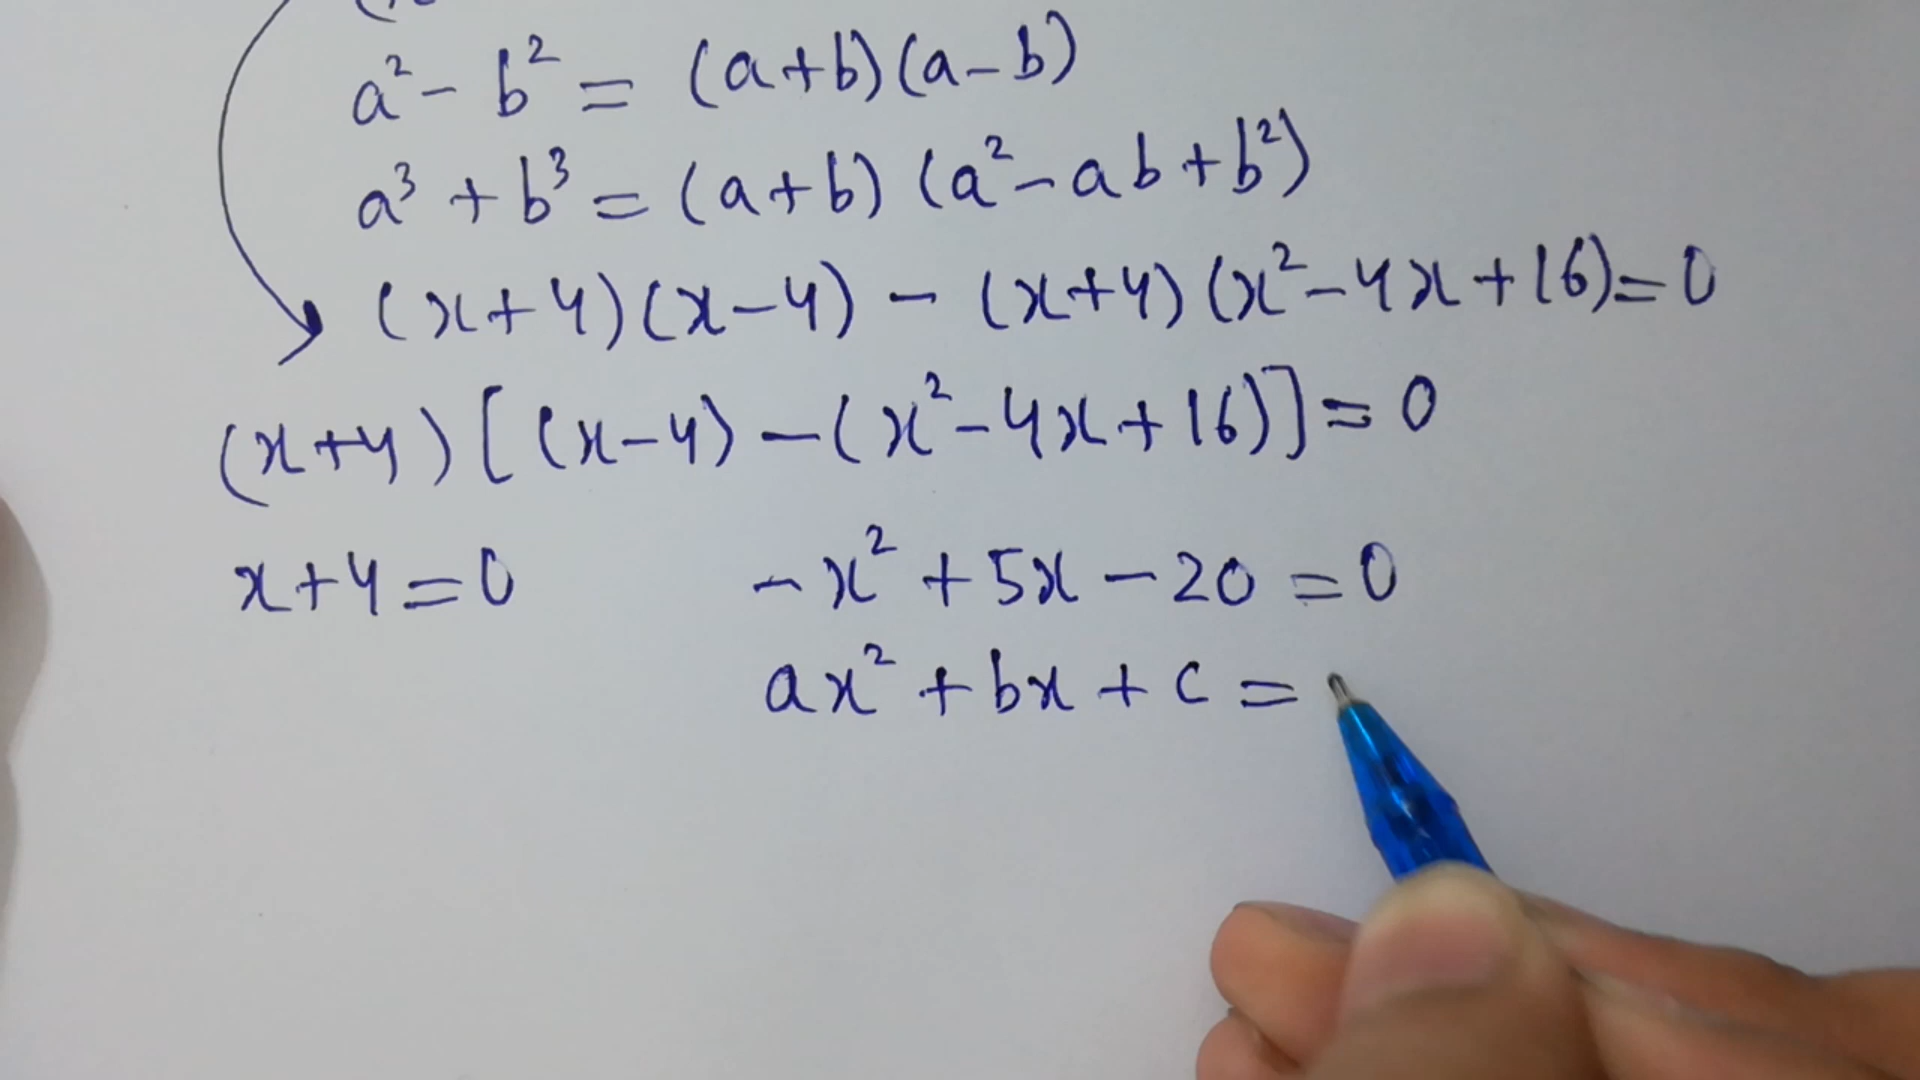 a² - b² = (a+b)(a-b)
a³ + b³ = (a+b) (a²-ab+b²)
(x+4)(x-4) - (x+4)(x²-4x+16)=0
(x+4)[(x-4)-(x²-4x+16)]=0
x+4=0
-x²+5x-20=0
ax²+bx+c=